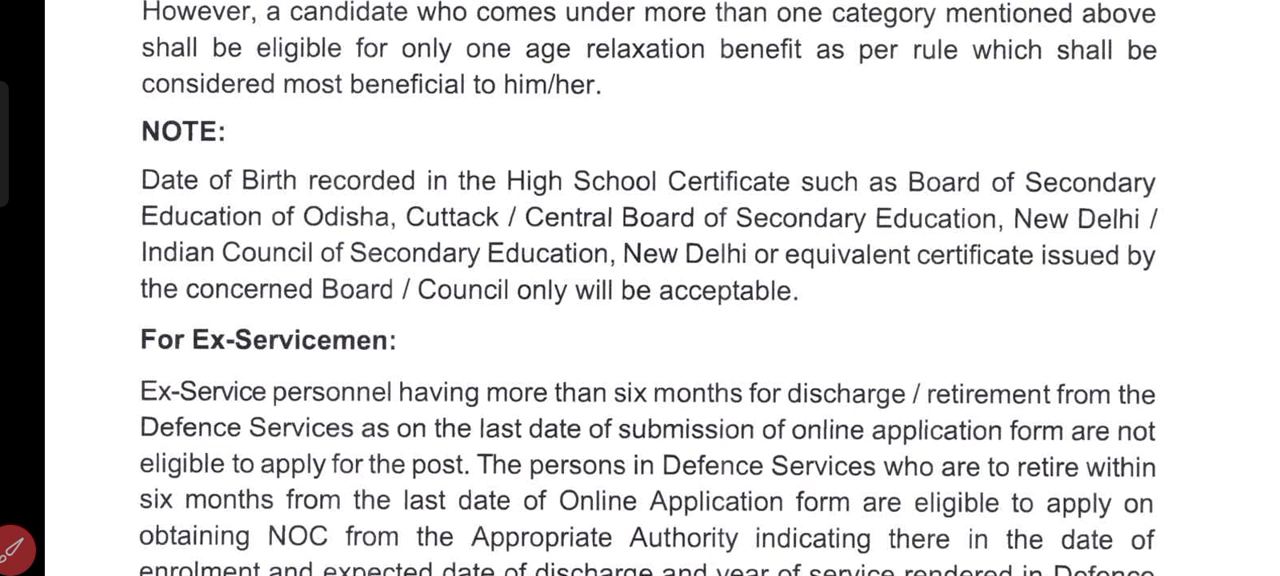 However, a candidate who comes under more than one category mentioned above
shall be eligible for only one age relaxation benefit as per rule which shall be
considered most beneficial to him/her.
NOTE:
Date of Birth recorded in the High School Certificate such as Board of Secondary
Education of Odisha, Cuttack / Central Board of Secondary Education, New Delhi /
Indian Council of Secondary Education, New Delhi or equivalent certificate issued by
the concerned Board / Council only will be acceptable.
For Ex-Servicemen:
Ex-Service personnel having more than six months for discharge / retirement from the
Defence Services as on the last date of submission of online application form are not
eligible to apply for the post. The persons in Defence Services who are to retire within
six months from the last date of Online Application form are eligible to apply on
obtaining NOC from the Appropriate Authority indicating there in the date of
enrolment and expected date of discharge and year of service rendered in Defence